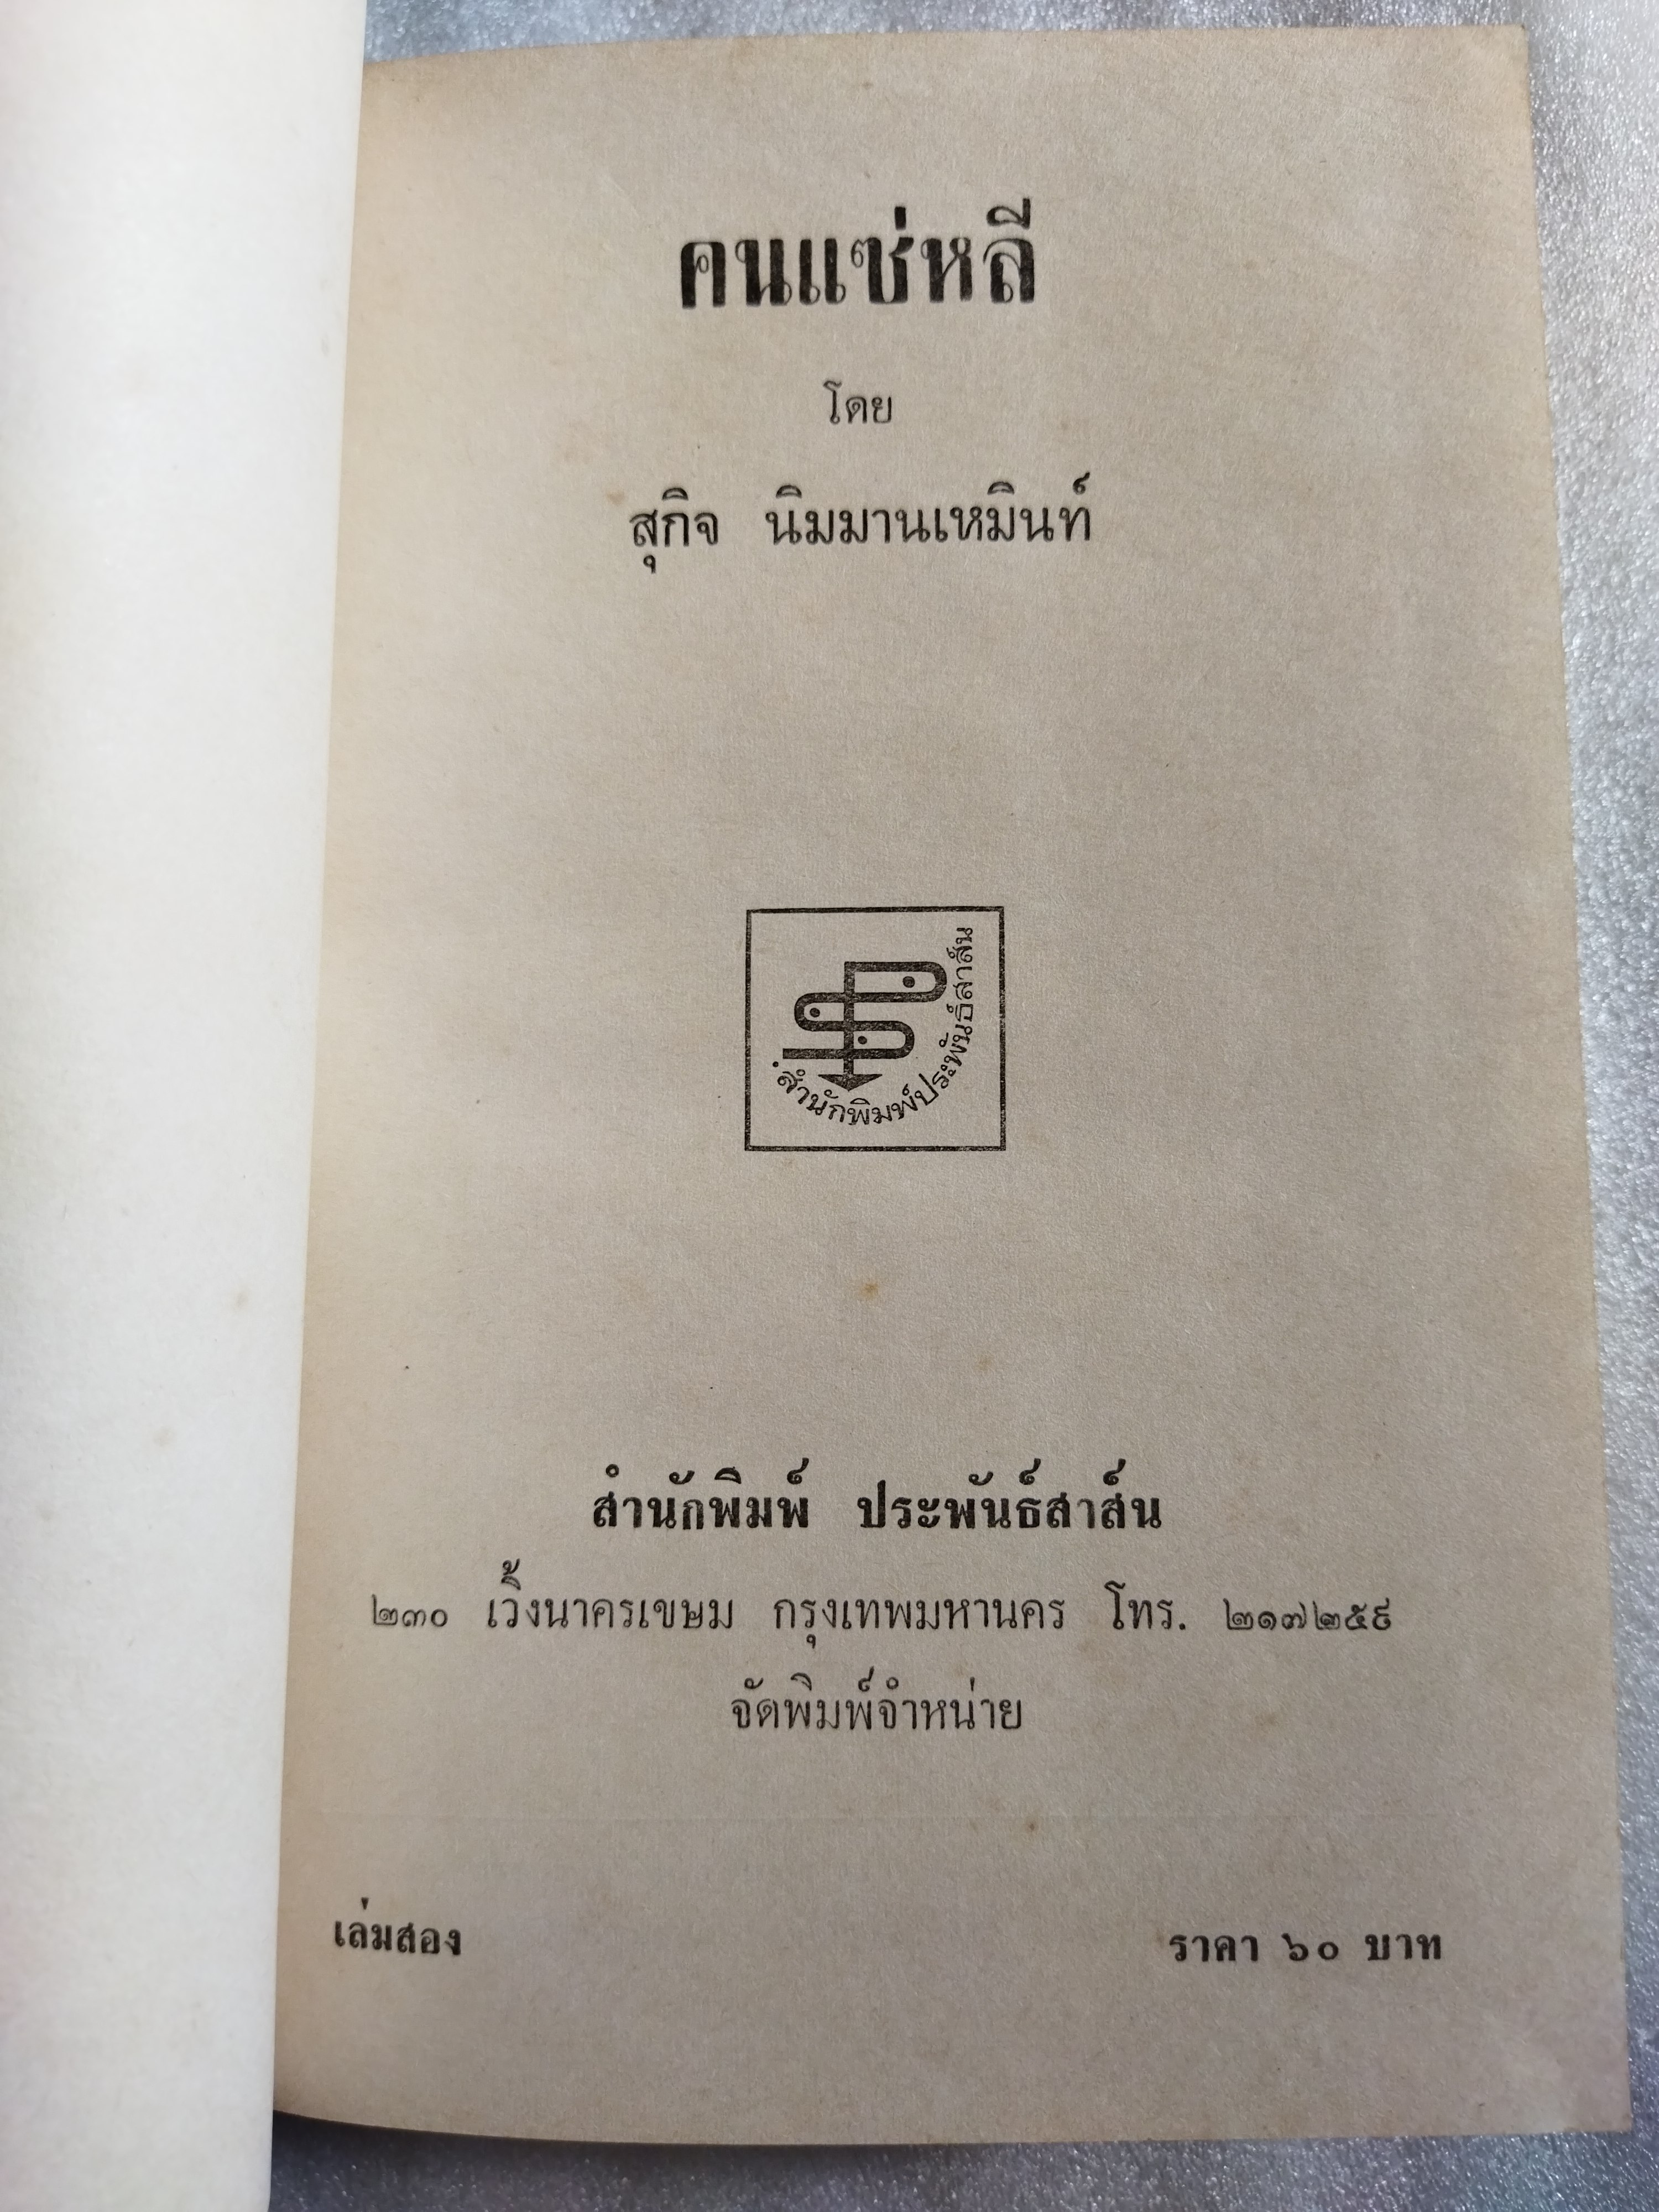 คนแซ่หลี
โดย
สุกิจ นิมมานเหมินท์
SP
สำนักพิมพ์ประพันธ์สาส์น
สำนักพิมพ์ ประพันธ์สาส์น
๒๓๐ เวิ้งนาครเขษม กรุงเทพมหานคร โทร. ๒๑๗๒๕๙
จัดพิมพ์จำหน่าย
เล่มสอง ราคา ๖๐ บาท